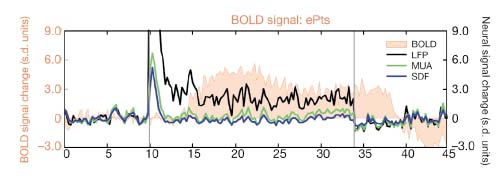 BOLD signal: ePts
BOLD signal change (s.d. units)
9.0
6.0
3.0
0
−3.0
BOLD
LFP
MUA
SDF
9.0
6.0
3.0
0
−3.0
Neural signal change (s.d. units)
0 5 10 15 20 25 30 35 40 45